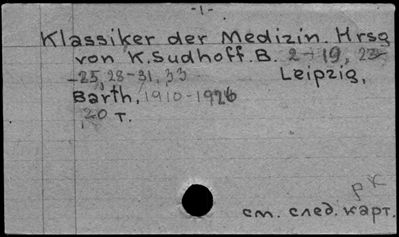 -1-
Klassiker der Medizin. Hrsg
von K. Sudhoff. B. 2-19, 23-
-25, 28-31, 33 Leipzig,
Barth, 1910-1926
20 т.
рк
см. след. карт.